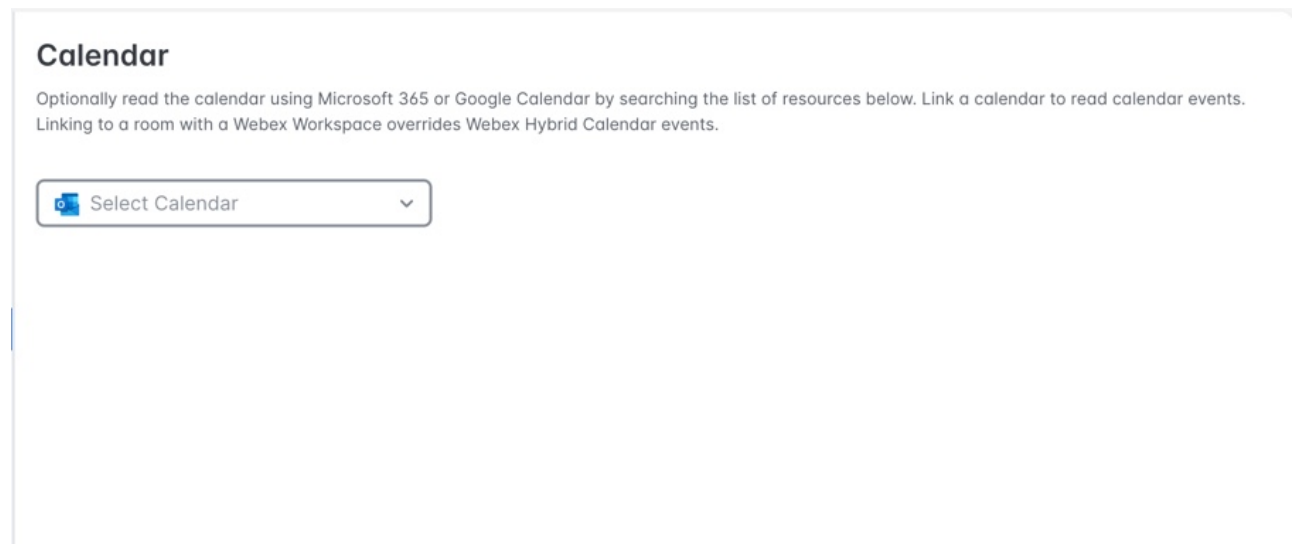 Calendar
Optionally read the calendar using Microsoft 365 or Google Calendar by searching the list of resources below. Link a calendar to read calendar events.
Linking to a room with a Webex Workspace overrides Webex Hybrid Calendar events.
Select Calendar